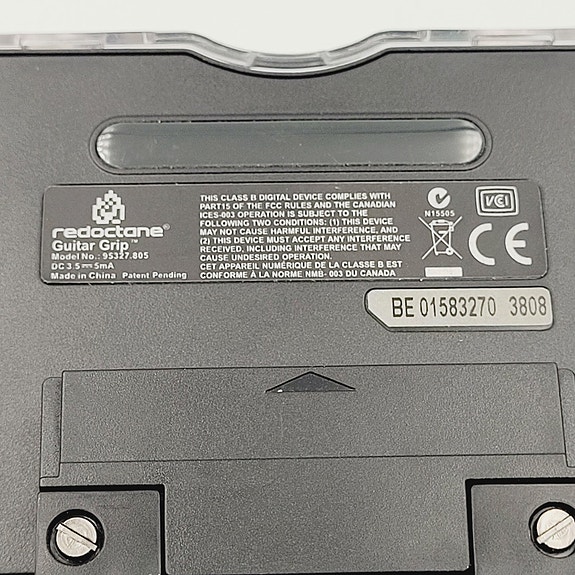 redoctane®
Guitar Grip™
Model No.: 95327.805
DC 3.5⎓5mA
Made in China Patent Pending
THIS CLASS B DIGITAL DEVICE COMPLIES WITH
PART15 OF THE FCC RULES AND THE CANADIAN
ICES-003 OPERATION IS SUBJECT TO THE
FOLLOWING TWO CONDITIONS: (1) THIS DEVICE
MAY NOT CAUSE HARMFUL INTERFERENCE, AND
(2) THIS DEVICE MUST ACCEPT ANY INTERFERENCE
RECEIVED, INCLUDING INTERFERENCE THAT MAY
CAUSE UNDESIRED OPERATION.
CET APPAREIL NUMÉRIQUE DE LA CLASSE B EST
CONFORME À LA NORME NMB- 003 DU CANADA
N15505
VCI
CE
BE 01583270 3808